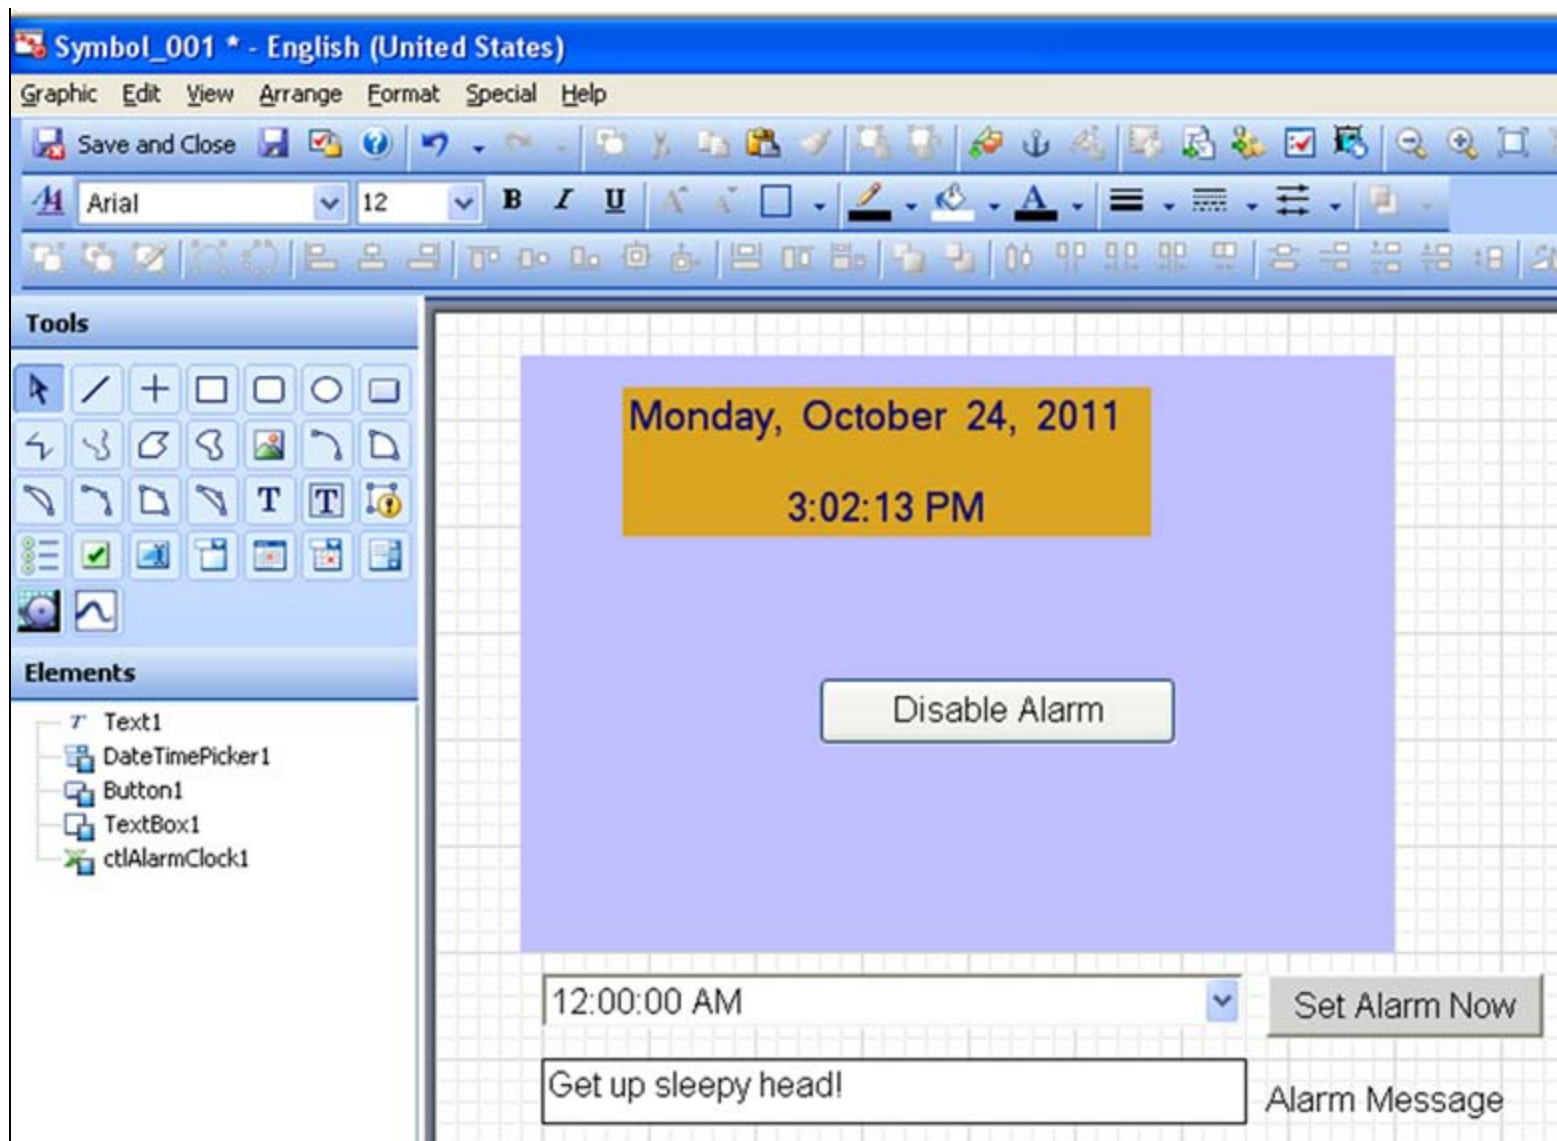 Symbol_001 * - English (United States)
Graphic Edit View Arrange Format Special Help
Save and Close
Arial 12 B I U A A A
Tools
T T
Elements
Text1
DateTimePicker1
Button1
TextBox1
ctlAlarmClock1
Monday, October 24, 2011
3:02:13 PM
Disable Alarm
12:00:00 AM
Set Alarm Now
Get up sleepy head!
Alarm Message